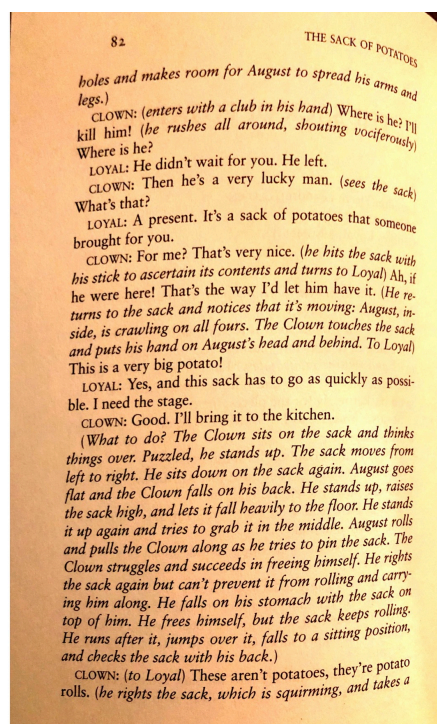 82
THE SACK OF POTATOES
holes and makes room for August to spread his arms and
legs.)
CLOWN: (enters with a club in his hand) Where is he? I'll
kill him! (he rushes all around, shouting vociferously)
Where is he?
LOYAL: He didn't wait for you. He left.
CLOWN: Then he's a very lucky man. (sees the sack)
What's that?
LOYAL: A present. It's a sack of potatoes that someone
brought for you.
CLOWN: For me? That's very nice. (he hits the sack with
his stick to ascertain its contents and turns to Loyal) Ah, if
he were here! That's the way I'd let him have it. (He re-
turns to the sack and notices that it's moving: August, in-
side, is crawling on all fours. The Clown touches the sack
and puts his hand on August's head and behind. To Loyal)
This is a very big potato!
LOYAL: Yes, and this sack has to go as quickly as possi-
ble. I need the stage.
CLOWN: Good. I'll bring it to the kitchen.
(What to do? The Clown sits on the sack and thinks
things over. Puzzled, he stands up. The sack moves from
left to right. He sits down on the sack again. August goes
flat and the Clown falls on his back. He stands up, raises
the sack high, and lets it fall heavily to the floor. He stands
it up again and tries to grab it in the middle. August rolls
and pulls the Clown along as he tries to pin the sack. The
Clown struggles and succeeds in freeing himself. He rights
the sack again but can't prevent it from rolling and carry-
ing him along. He falls on his stomach with the sack on
top of him. He frees himself, but the sack keeps rolling.
He runs after it, jumps over it, falls to a sitting position,
and checks the sack with his back.)
CLOWN: (to Loyal) These aren't potatoes, they're potato
rolls. (he rights the sack, which is squirming, and takes a